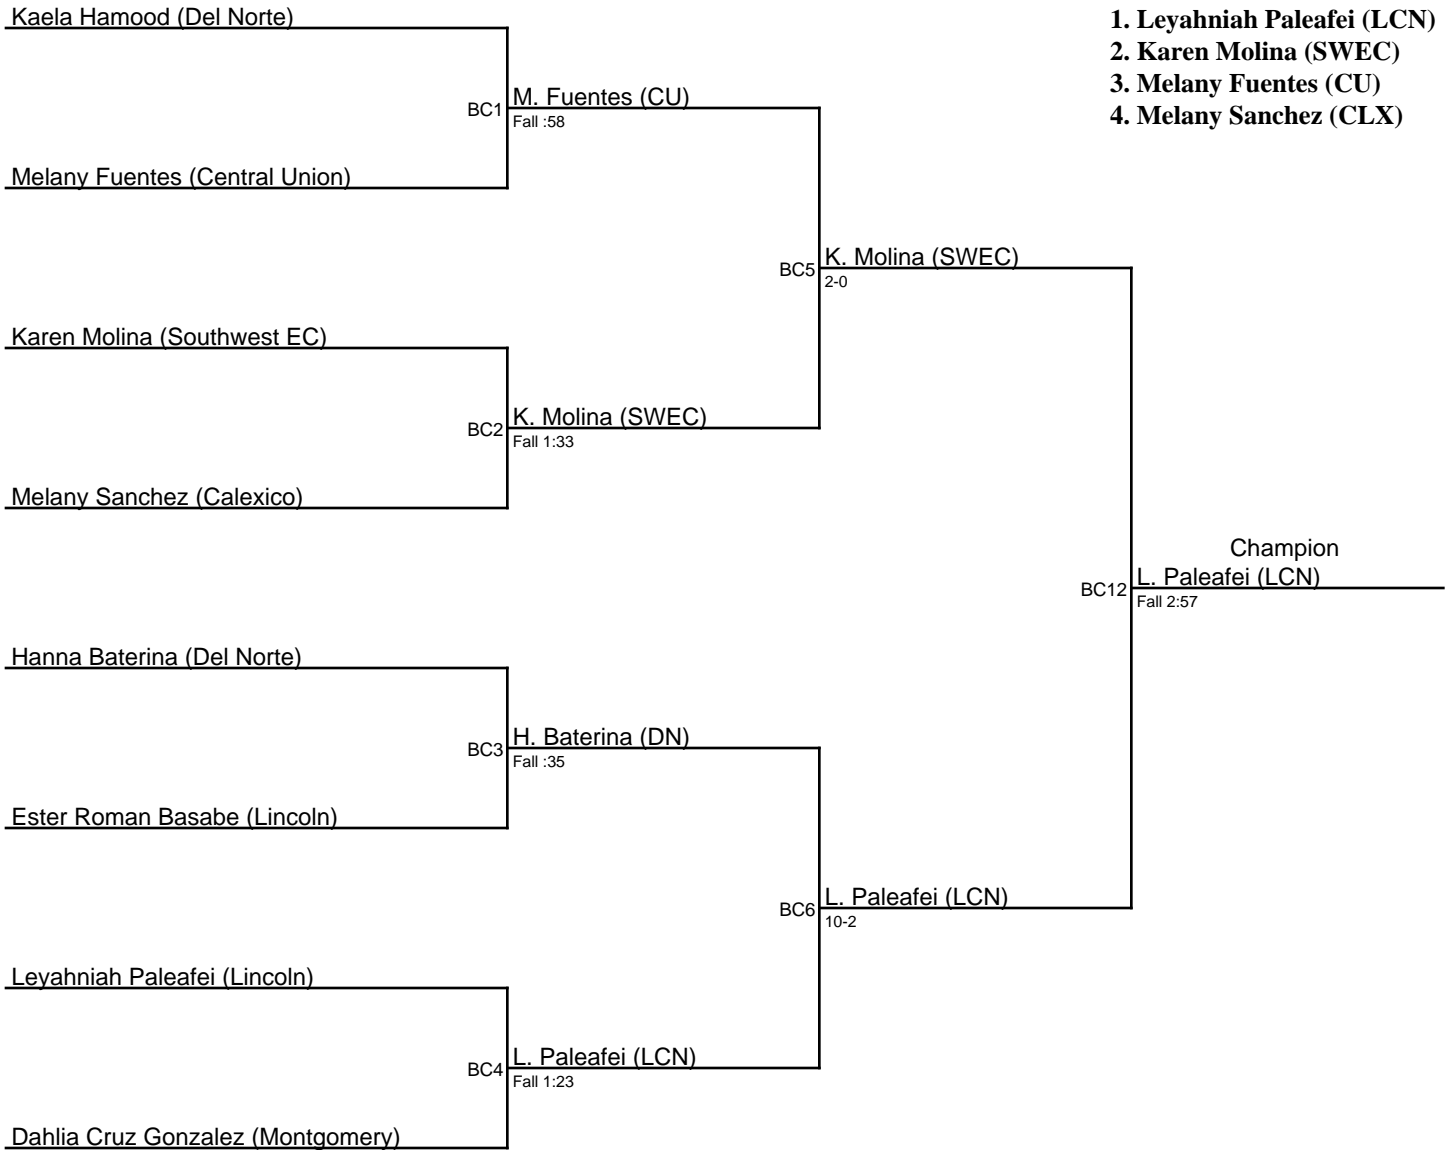 Kaela Hamood (Del Norte)
1. Leyahniah Paleafei (LCN)
2. Karen Molina (SWEC)
3. Melany Fuentes (CU)
4. Melany Sanchez (CLX)
BC1
M. Fuentes (CU)
Fall :58
Melany Fuentes (Central Union)
BC5
K. Molina (SWEC)
2-0
Karen Molina (Southwest EC)
BC2
K. Molina (SWEC)
Fall 1:33
Melany Sanchez (Calexico)
Champion
BC12
L. Paleafei (LCN)
Fall 2:57
Hanna Baterina (Del Norte)
BC3
H. Baterina (DN)
Fall :35
Ester Roman Basabe (Lincoln)
BC6
L. Paleafei (LCN)
10-2
Leyahniah Paleafei (Lincoln)
BC4
L. Paleafei (LCN)
Fall 1:23
Dahlia Cruz Gonzalez (Montgomery)